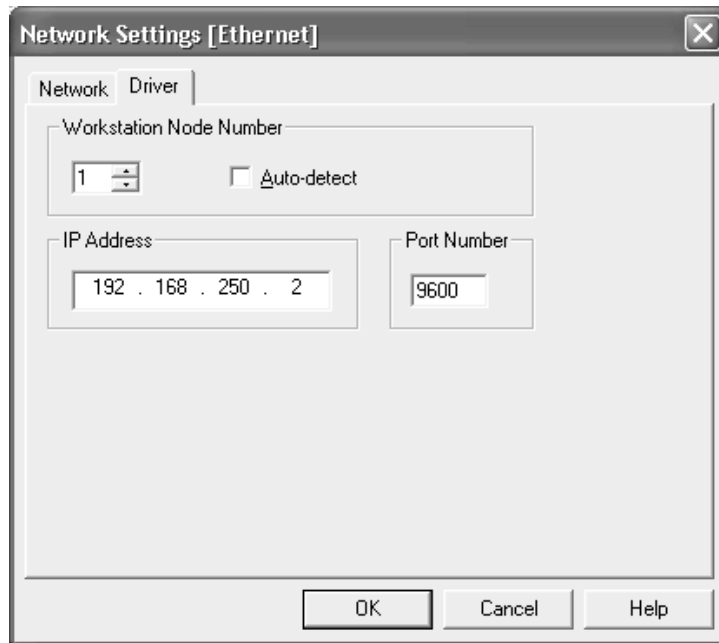 Network Settings [Ethernet]
Network Driver
Workstation Node Number
1 Auto-detect
IP Address Port Number
192 . 168 . 250 . 2 9600
OK Cancel Help